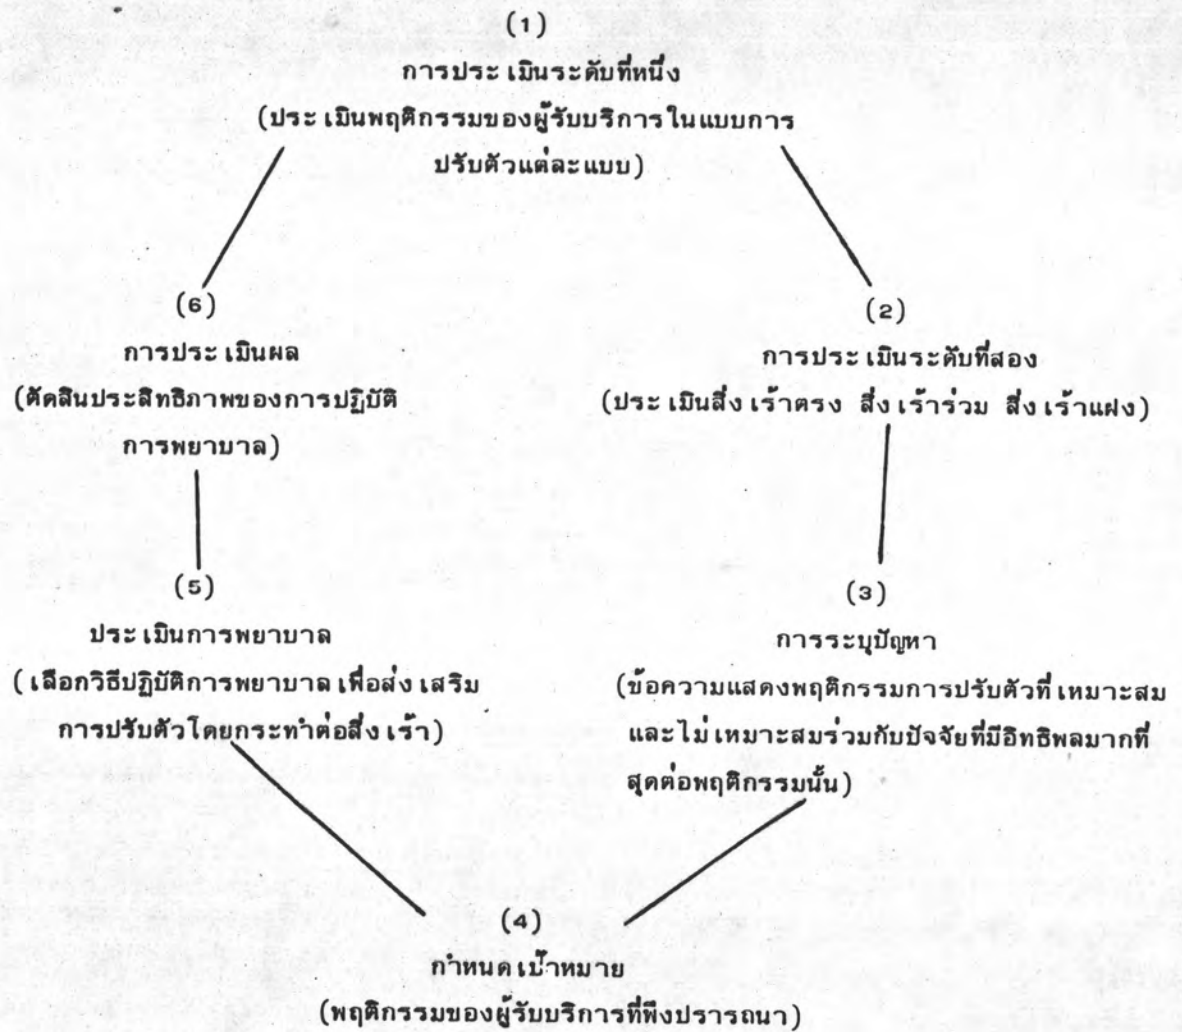 (1)
การประเมินระดับที่หนึ่ง
(ประเมินพฤติกรรมของผู้รับบริการในแบบการ
ปรับตัวแต่ละแบบ)
(6)
การประเมินผล
(ตัดสินประสิทธิภาพของการปฏิบัติ
การพยาบาล)
(2)
การประเมินระดับที่สอง
(ประเมินสิ่งเร้าตรง สิ่งเร้าร่วม สิ่งเร้าแฝง)
(5)
ประเมินการพยาบาล
(เลือกวิธีปฏิบัติการพยาบาลเพื่อส่งเสริม
การปรับตัวโดยกระทำต่อสิ่งเร้า)
(3)
การระบุปัญหา
(ข้อความแสดงพฤติกรรมการปรับตัวที่เหมาะสม
และไม่เหมาะสมร่วมกับปัจจัยที่มีอิทธิพลมากที่
สุดต่อพฤติกรรมนั้น)
(4)
กำหนดเป้าหมาย
(พฤติกรรมของผู้รับบริการที่พึงปรารถนา)